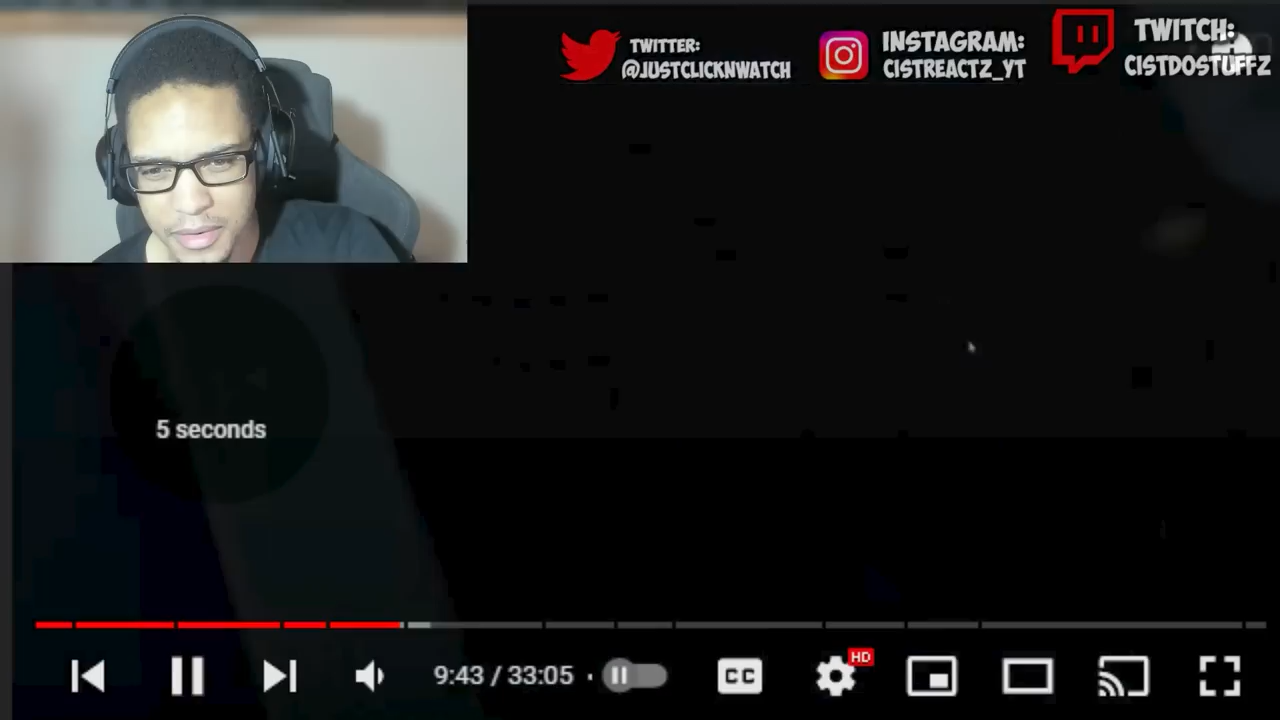 TWITTER:
@JUSTCLICKNWATCH
INSTAGRAM:
CISTREACTZ_YT
TWITCH:
CISTDOSTUFFZ
5 seconds
9:43 / 33:05
CC
HD